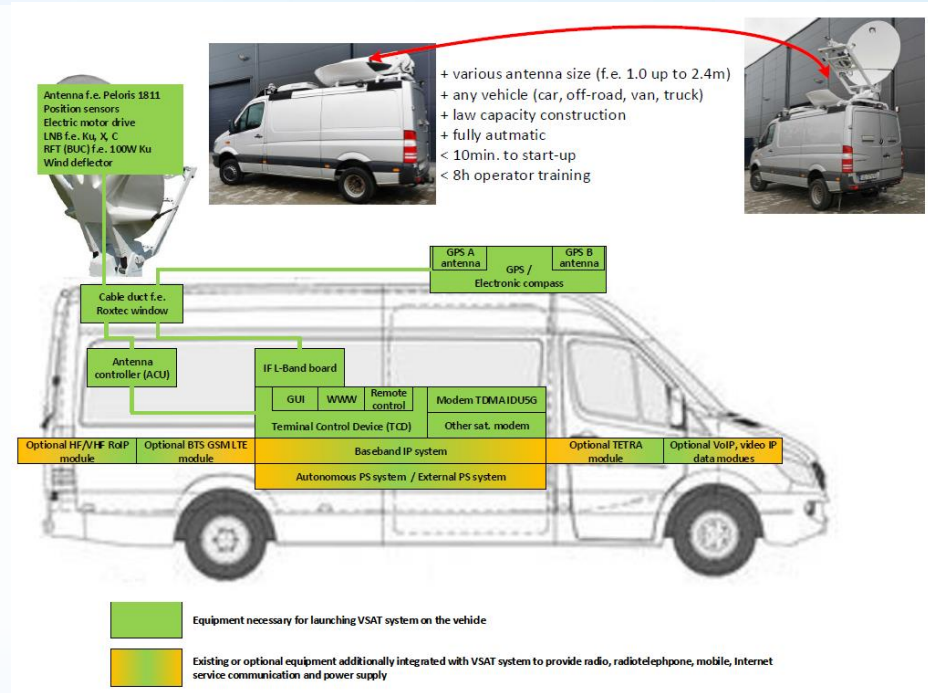 Antenna f.e. Peloris 1811
Position sensors
Electric motor drive
LNB f.e. Ku, X, C
RFT (BUC) f.e. 100W Ku
Wind deflector
+ various antenna size (f.e. 1.0 up to 2.4m)
+ any vehicle (car, off-road, van, truck)
+ law capacity construction
+ fully autmatic
< 10min. to start-up
< 8h operator training
GPS A
antenna
GPS /
Electronic compass
GPS B
antenna
Cable duct f.e.
Roxtec window
Antenna
controller (ACU)
IF L-Band board
GUI
WWW
Remote
control
Modem TDMA IDU5G
Terminal Control Device (TCD)
Other sat. modem
Optional HF/VHF RoIP
module
Optional BTS GSM LTE
module
Baseband IP system
Optional TETRA
module
Optional VoIP, video IP
data modues
Autonomous PS system / External PS system
Equipment necessary for launching VSAT system on the vehicle
Existing or optional equipment additionally integrated with VSAT system to provide radio, radiotelephpone, mobile, Internet
service communication and power supply